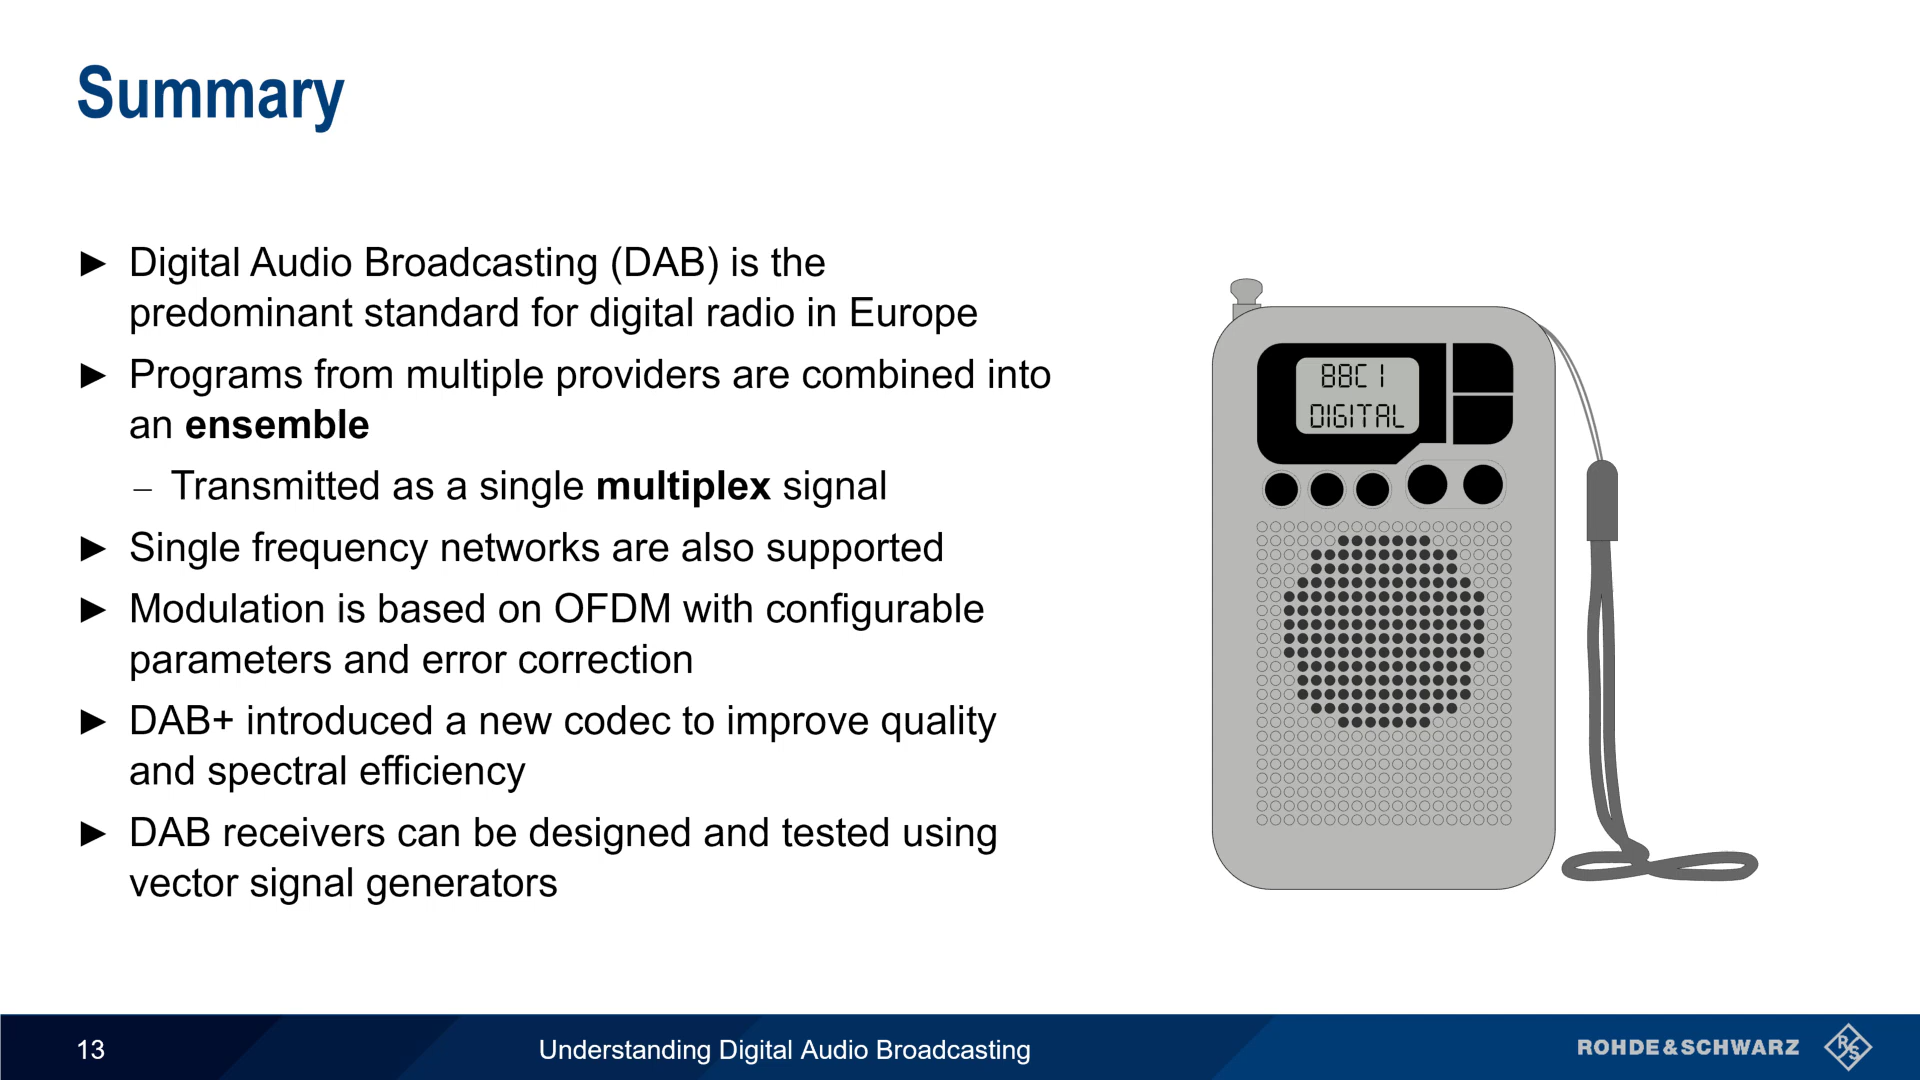 Summary
► Digital Audio Broadcasting (DAB) is the
predominant standard for digital radio in Europe
► Programs from multiple providers are combined into
an ensemble
– Transmitted as a single multiplex signal
► Single frequency networks are also supported
► Modulation is based on OFDM with configurable
parameters and error correction
► DAB+ introduced a new codec to improve quality
and spectral efficiency
► DAB receivers can be designed and tested using
vector signal generators
BBC 1
DIGITAL
13
Understanding Digital Audio Broadcasting
ROHDE&SCHWARZ
R&S